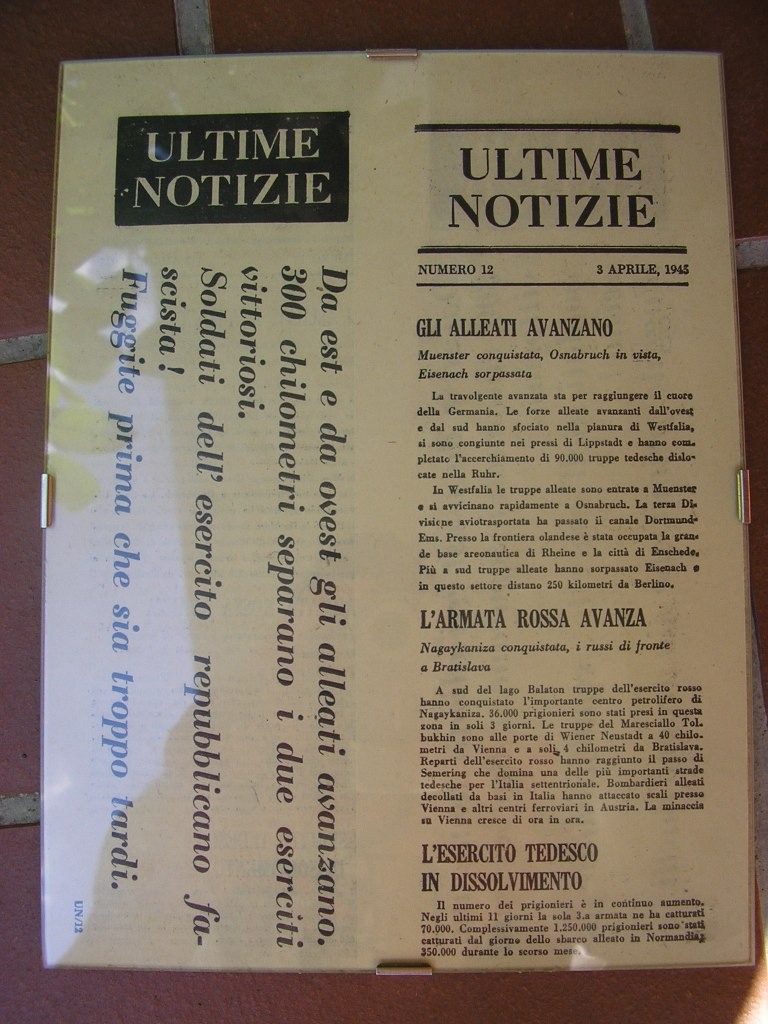 ULTIME
NOTIZIE
Da est e da ovest gli alleati avanzano.
300 chilometri separano i due eserciti
vittoriosi.
Soldati dell' esercito repubblicano fa-
scista!
Fuggite prima che sia troppo tardi.
UN/12
ULTIME
NOTIZIE
NUMERO 12 3 APRILE, 1945
GLI ALLEATI AVANZANO
Muenster conquistata, Osnabruch in vista,
Eisenach sorpassata
La travolgente avanzata sta per raggiungere il cuore
della Germania. Le forze alleate avanzanti dall'ovest
e dal sud hanno sfociato nella pianura di Westfalia,
si sono congiunte nei pressi di Lippstadt e hanno com-
pletato l'accerchiamento di 90.000 truppe tedesche dislo-
cate nella Ruhr.
In Westfalia le truppe alleate sono entrate a Muenster
e si avvicinano rapidamente a Osnabruch. La terza Di-
visione aviotrasportata ha passato il canale Dortmund-
Ems. Presso la frontiera olandese è stata occupata la gran-
de base areonautica di Rheine e la città di Enschede.
Più a sud truppe alleate hanno sorpassato Eisenach e
in questo settore distano 250 kilometri da Berlino.
L'ARMATA ROSSA AVANZA
Nagaykaniza conquistata, i russi di fronte
a Bratislava
A sud del lago Balaton truppe dell'esercito rosso
hanno conquistato l'importante centro petrolifero di
Nagaykaniza. 36.000 prigionieri sono stati presi in questa
zona in soli 3 giorni. Le truppe del Maresciallo Tol-
bukhin sono alle porte di Wiener Neustadt a 40 chilo-
metri da Vienna e a soli 4 chilometri da Bratislava.
Reparti dell'esercito rosso hanno raggiunto il passo di
Semering che domina una delle più importanti strade
tedesche per l'Italia settentrionale. Bombardieri alleati
decollati da basi in Italia hanno attaccato scali presso
Vienna e altri centri ferroviari in Austria. La minaccia
su Vienna cresce di ora in ora.
L'ESERCITO TEDESCO
IN DISSOLVIMENTO
Il numero dei prigionieri è in continuo aumento.
Negli ultimi 11 giorni la sola 3.a armata ne ha catturati
70.000. Complessivamente 1.250.000 prigionieri sono stati
catturati dal giorno dello sbarco alleato in Normandia;
350.000 durante lo scorso mese.